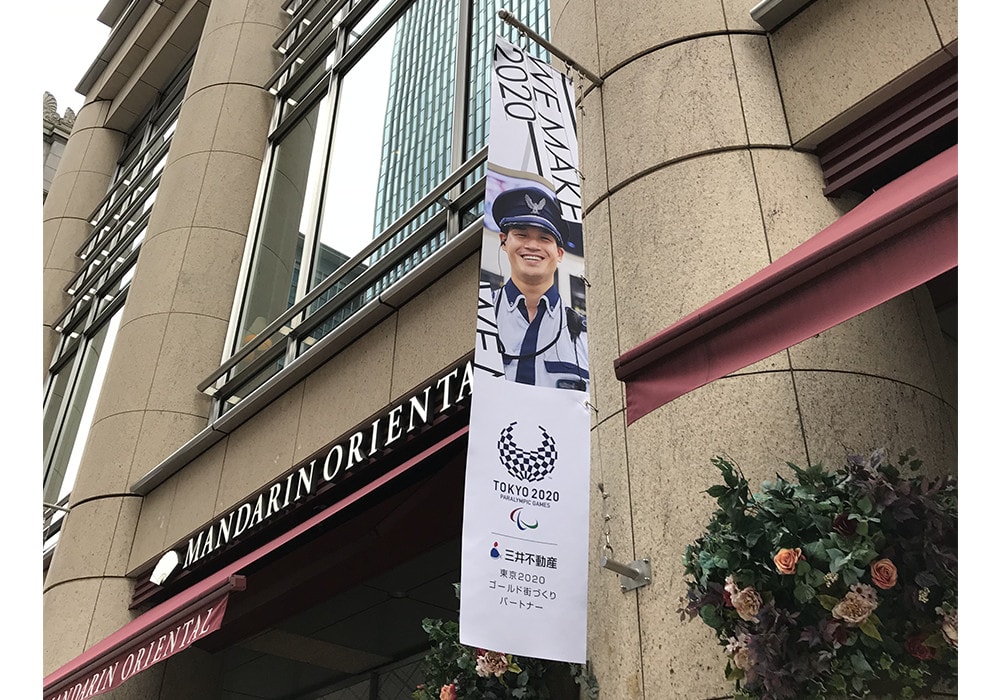 WE MAKE
2020
WE
MANDARIN ORIENTAL
TOKYO 2020
PARALYMPIC GAMES
三井不動産
東京2020
ゴールド街づくり
パートナー
MANDARIN ORIENTAL